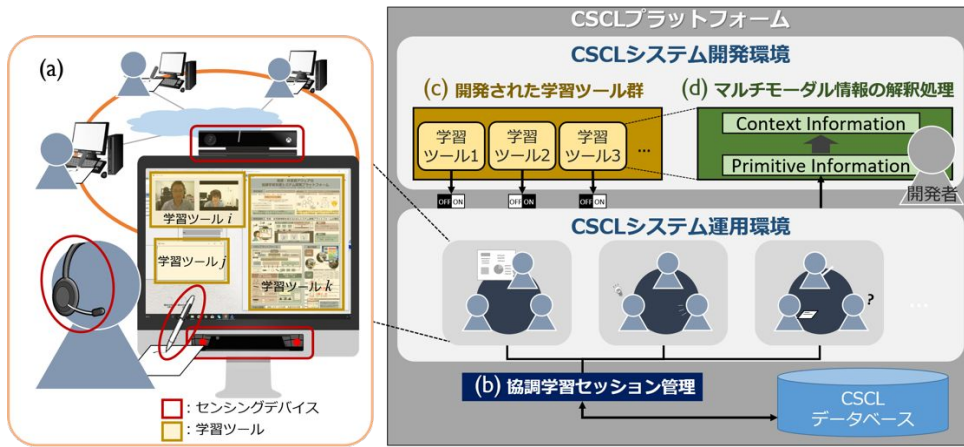 (a)
学習ツール i
学習ツール j
学習ツール k
: センシングデバイス
: 学習ツール
CSCLプラットフォーム
CSCLシステム開発環境
(c) 開発された学習ツール群
学習
ツール1
学習
ツール2
学習
ツール3
...
OFF ON
OFF ON
OFF ON
(d) マルチモーダル情報の解釈処理
Context Information
Primitive Information
開発者
CSCLシステム運用環境
?
...
(b) 協調学習セッション管理
CSCL
データベース